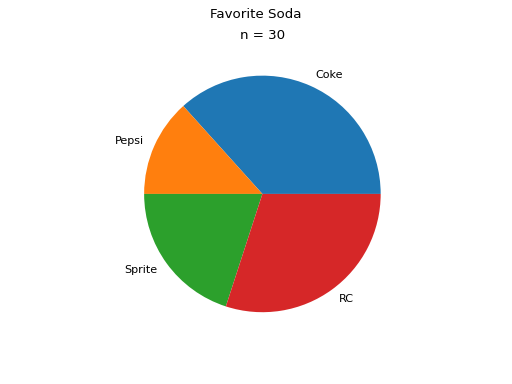 Favorite Soda
n = 30
Coke
Pepsi
Sprite
RC